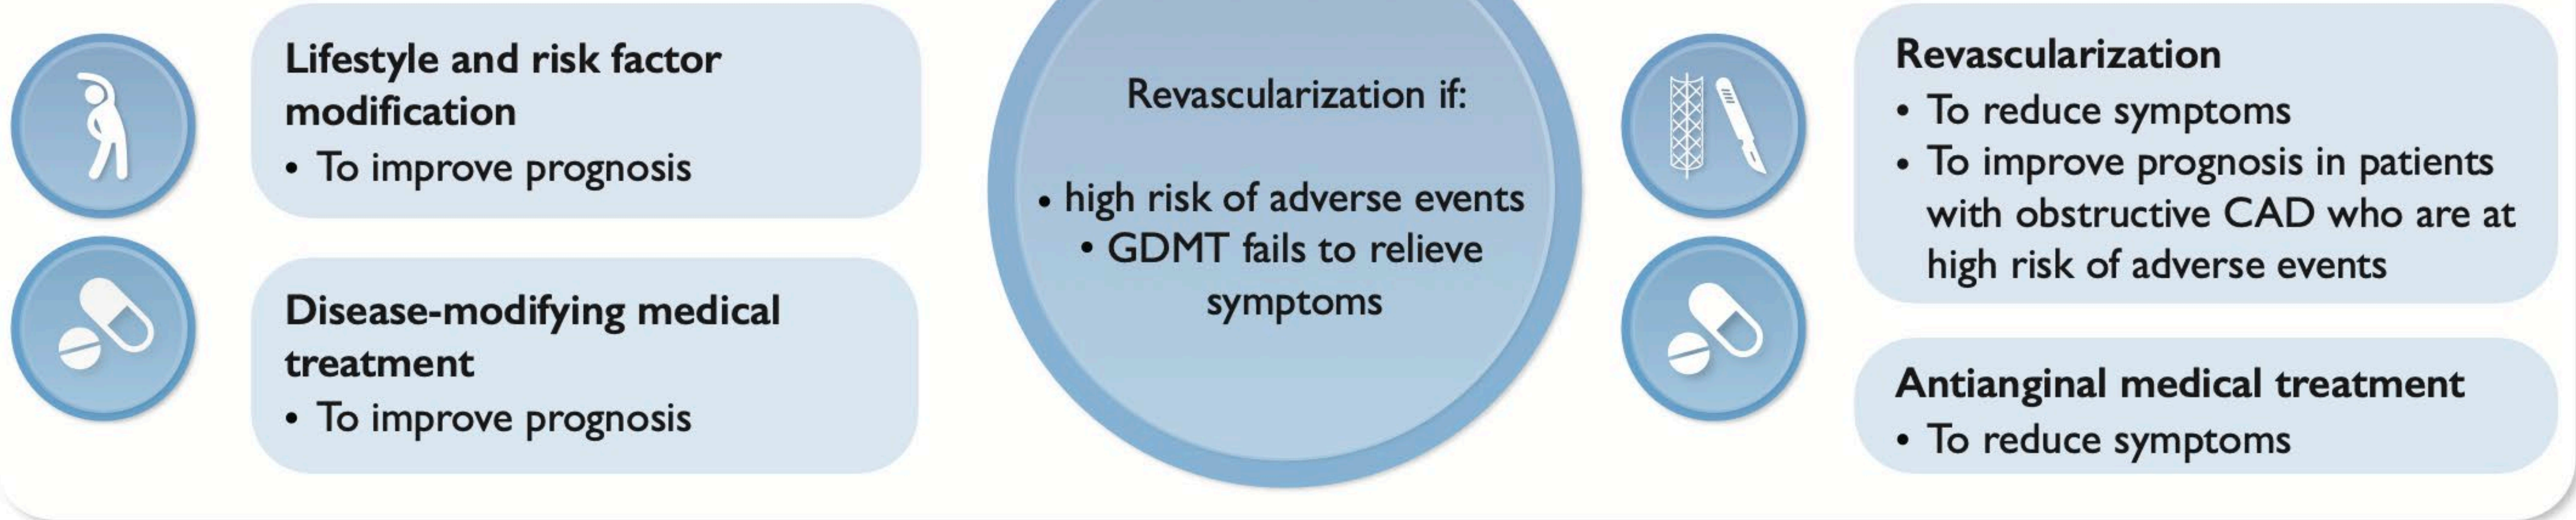 Lifestyle and risk factor
modification
• To improve prognosis
Disease-modifying medical
treatment
• To improve prognosis
Revascularization if:
• high risk of adverse events
• GDMT fails to relieve
symptoms
Revascularization
• To reduce symptoms
• To improve prognosis in patients
with obstructive CAD who are at
high risk of adverse events
Antianginal medical treatment
• To reduce symptoms